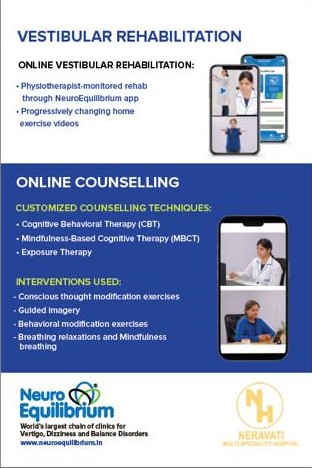 VESTIBULAR REHABILITATION
ONLINE VESTIBULAR REHABILITATION:
• Physiotherapist-monitored rehab
through NeuroEquilibrium app
• Progressively changing home
exercise videos
ONLINE COUNSELLING
CUSTOMIZED COUNSELLING TECHNIQUES:
• Cognitive Behavioral Therapy (CBT)
• Mindfulness-Based Cognitive Therapy (MBCT)
• Exposure Therapy
INTERVENTIONS USED:
- Conscious thought modification exercises
- Guided Imagery
- Behavioral modification exercises
- Breathing relaxations and Mindfulness
breathing
Neuro
Equilibrium
World's largest chain of clinics for
Vertigo, Dizziness and Balance Disorders
www.neuroequilibrium.in
NH
NERAVATI
MULTI SPECIALITY HOSPITAL